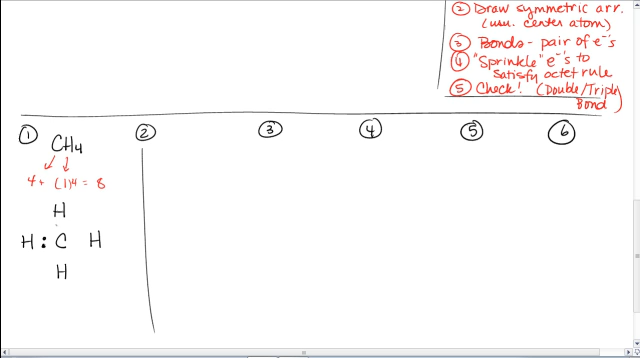 ② Draw symmetric arr.
(usu. center atom)
③ Bonds - pair of e⁻'s
④ "Sprinkle" e⁻'s to
satisfy octet rule
⑤ Check! (Double/Triple
Bond)
① ② ③ ④ ⑤ ⑥
CH₄
4 + (1)4 = 8
H
H : C H
H